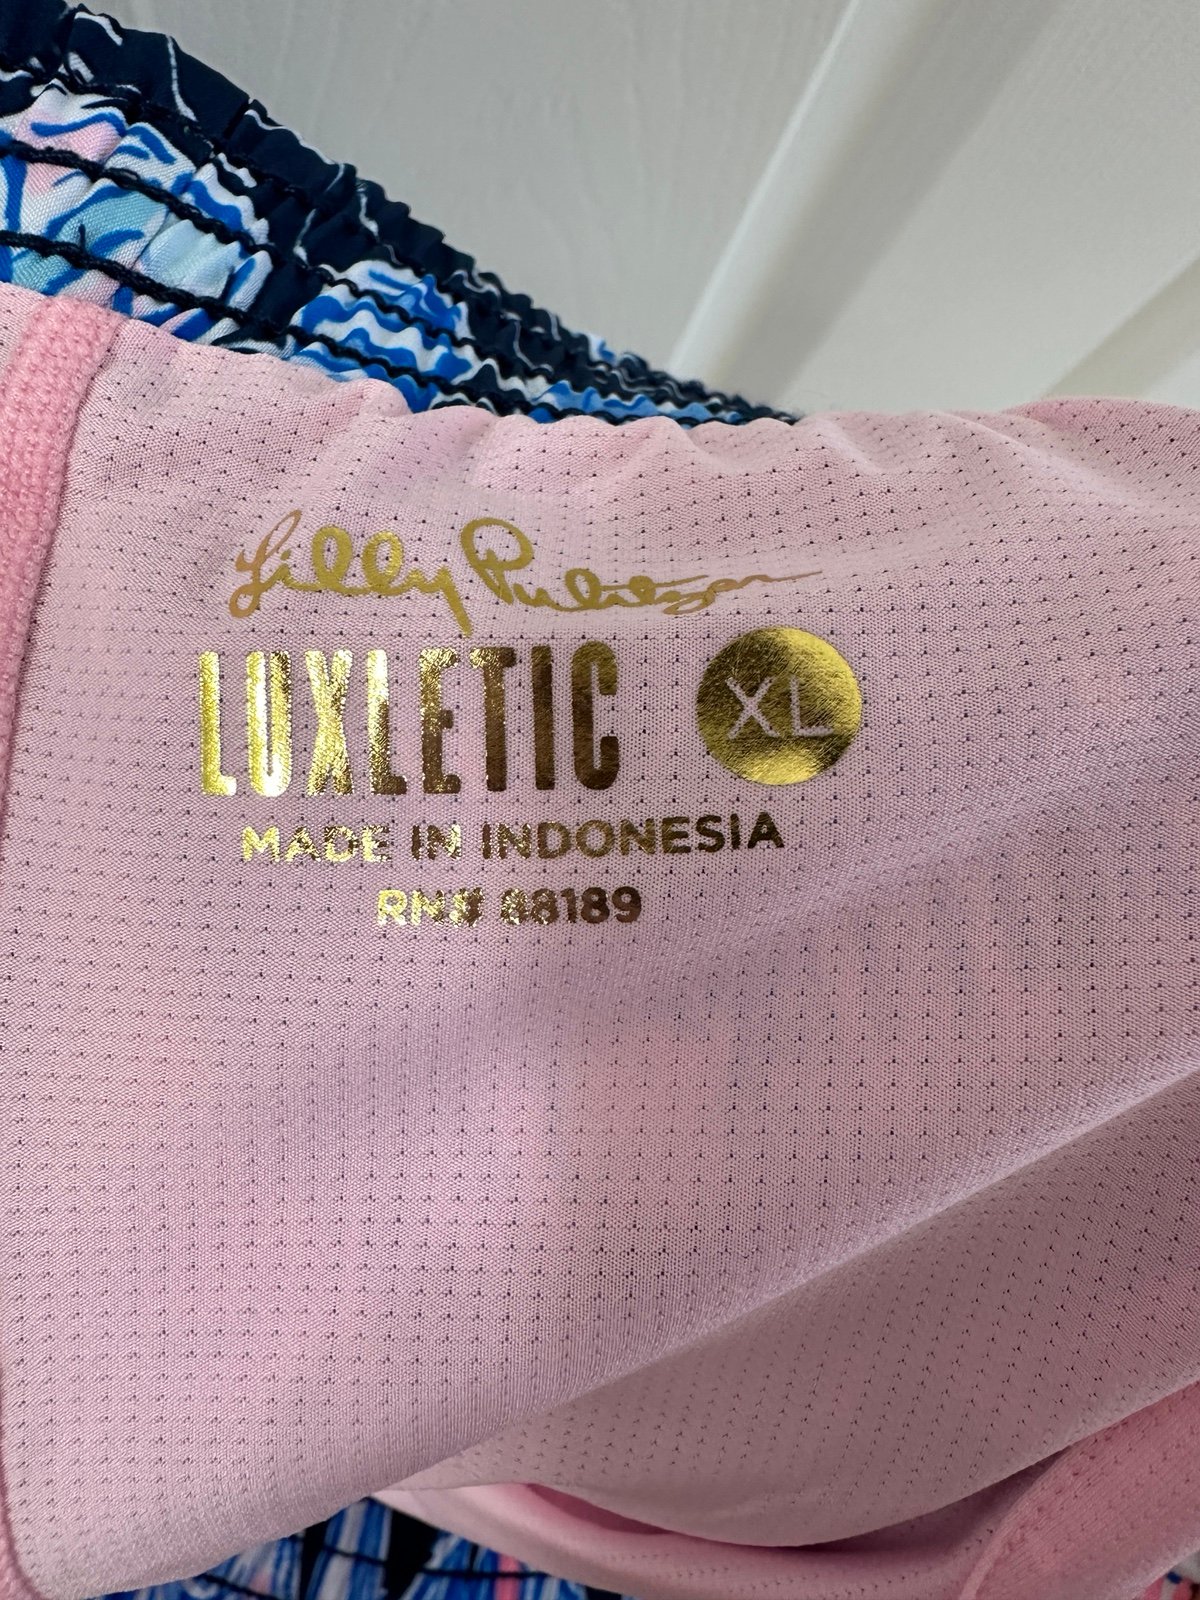 Lilly Pulitzer
LUXLETIC XL
MADE IN INDONESIA
RN# 88189